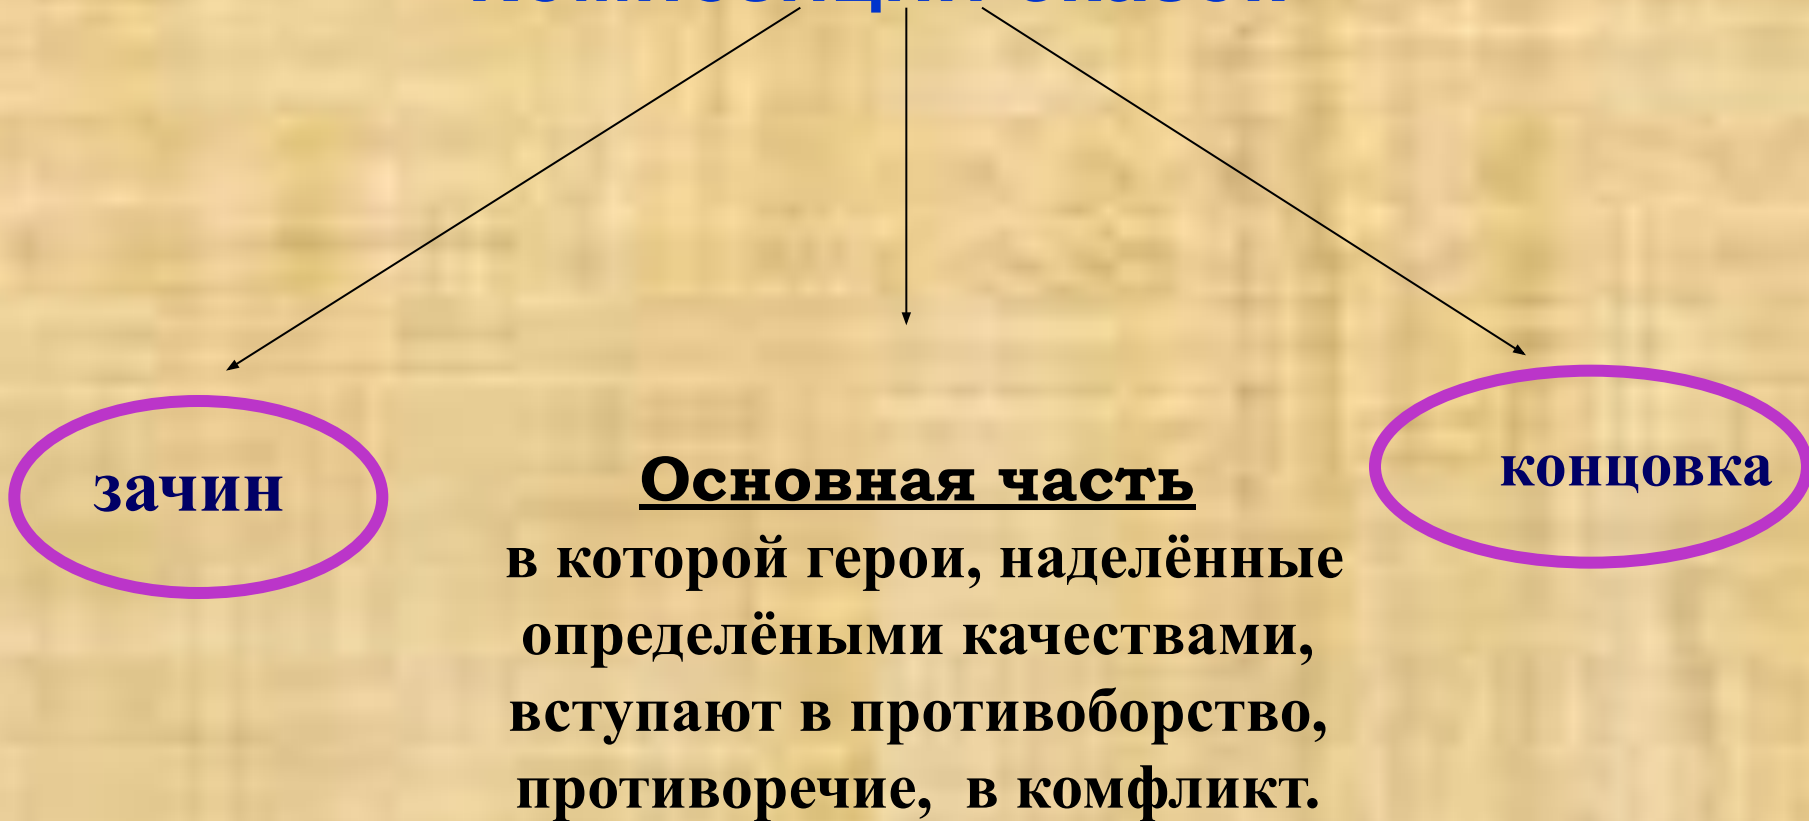 зачин
концовка
Основная часть
в которой герои, наделённые
определёными качествами,
вступают в противоборство,
противоречие, в комфликт.